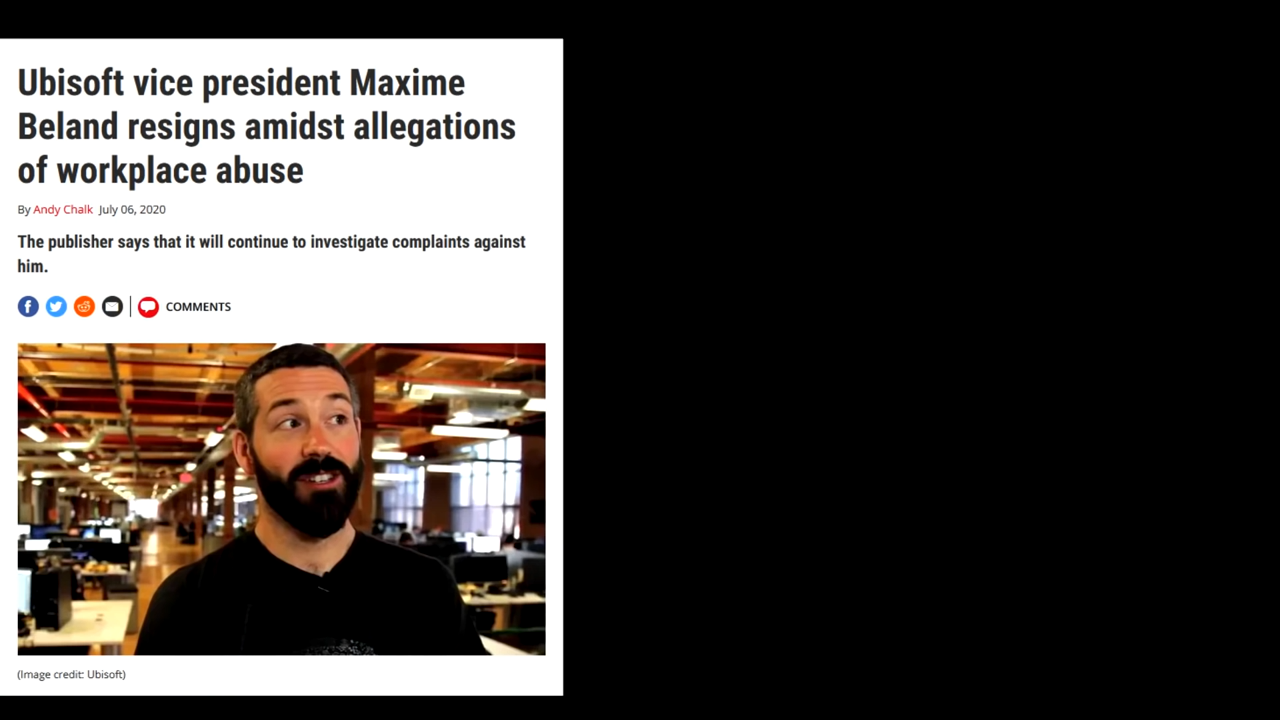 Ubisoft vice president Maxime
Beland resigns amidst allegations
of workplace abuse
By Andy Chalk July 06, 2020
The publisher says that it will continue to investigate complaints against
him.
COMMENTS
(Image credit: Ubisoft)